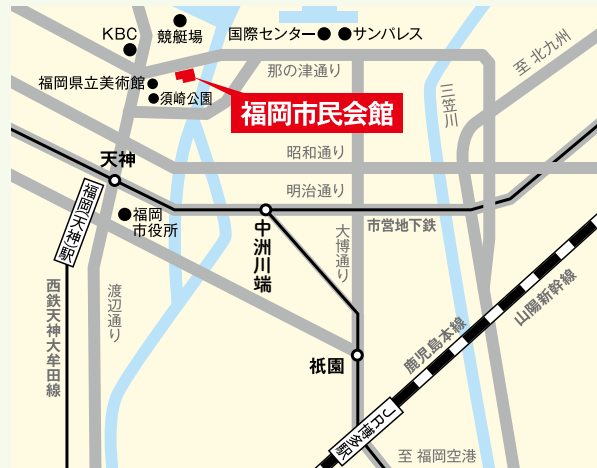 KBC
競艇場
国際センター
サンパレス
至 北九州
那の津通り
福岡県立美術館
須崎公園
三笠川
福岡市民会館
昭和通り
天神
明治通り
福岡(天神)駅
福岡
市役所
中洲川端
大博通り
市営地下鉄
西鉄天神大牟田線
渡辺通り
山陽新幹線
鹿児島本線
祇園
JR博多駅
至 福岡空港